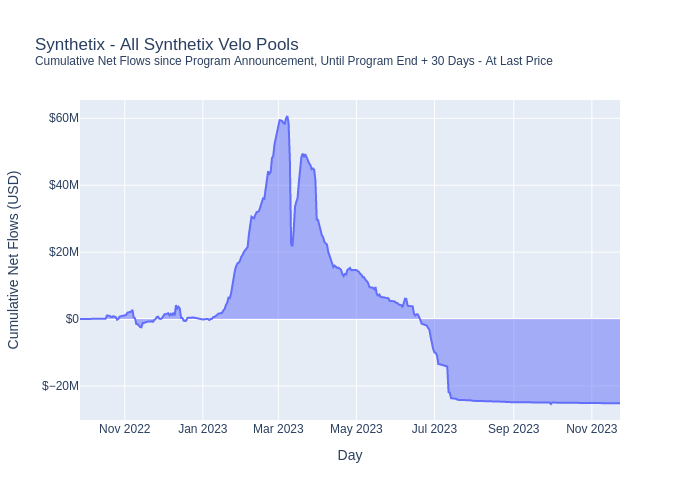 Synthetix - All Synthetix Velo Pools
Cumulative Net Flows since Program Announcement, Until Program End + 30 Days - At Last Price
Cumulative Net Flows (USD)
$60M
$40M
$20M
$0
$−20M
Nov 2022
Jan 2023
Mar 2023
May 2023
Jul 2023
Sep 2023
Nov 2023
Day